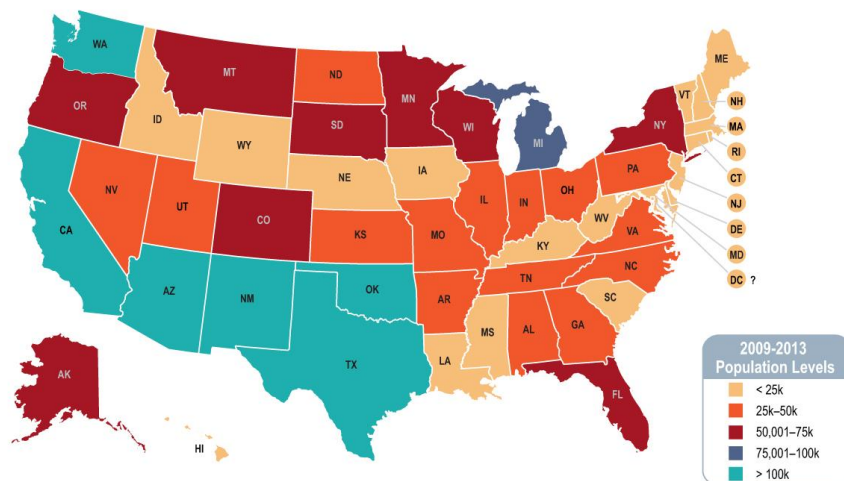 WA
MT
ND
MN
ME
VT
NH
OR
ID
SD
WI
MI
NY
MA
RI
WY
CT
IA
PA
NE
NJ
NV
UT
CO
IL
IN
OH
DE
WV
VA
MD
CA
KS
MO
KY
DC ?
NC
TN
AZ
NM
OK
AR
SC
MS
AL
GA
LA
TX
AK
FL
HI
2009-2013
Population Levels
< 25k
25k–50k
50,001–75k
75,001–100k
> 100k